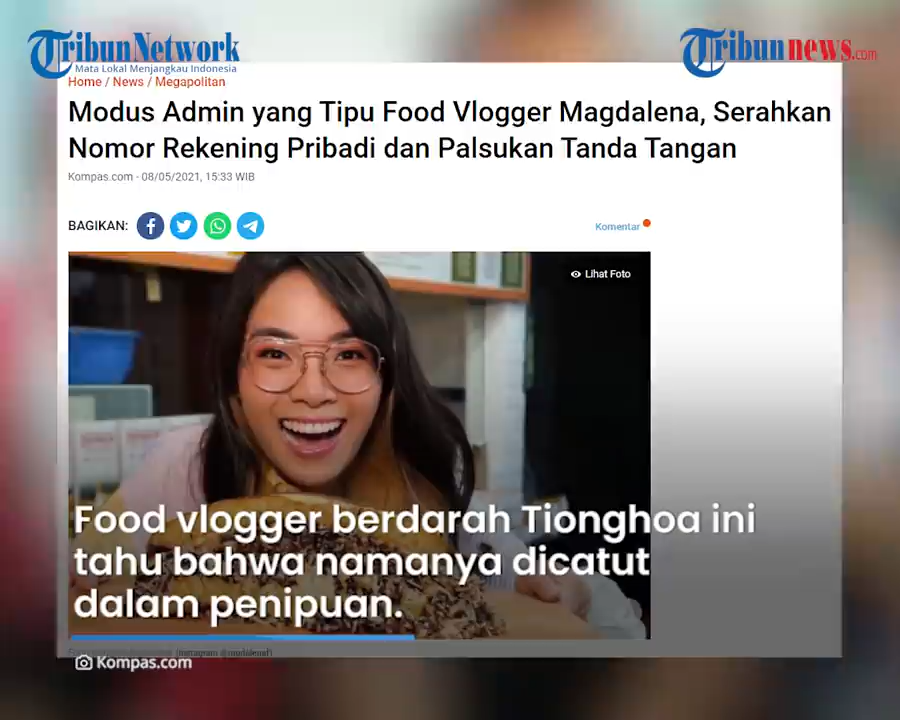 Tribun Network
Mata Lokal Menjangkau Indonesia
Tribunnews.com
Home / News / Megapolitan
Modus Admin yang Tipu Food Vlogger Magdalena, Serahkan
Nomor Rekening Pribadi dan Palsukan Tanda Tangan
Kompas.com - 08/05/2021, 15:33 WIB
BAGIKAN:
Komentar
Lihat Foto
Food vlogger berdarah Tionghoa ini
tahu bahwa namanya dicatut
dalam penipuan.
Kompas.com